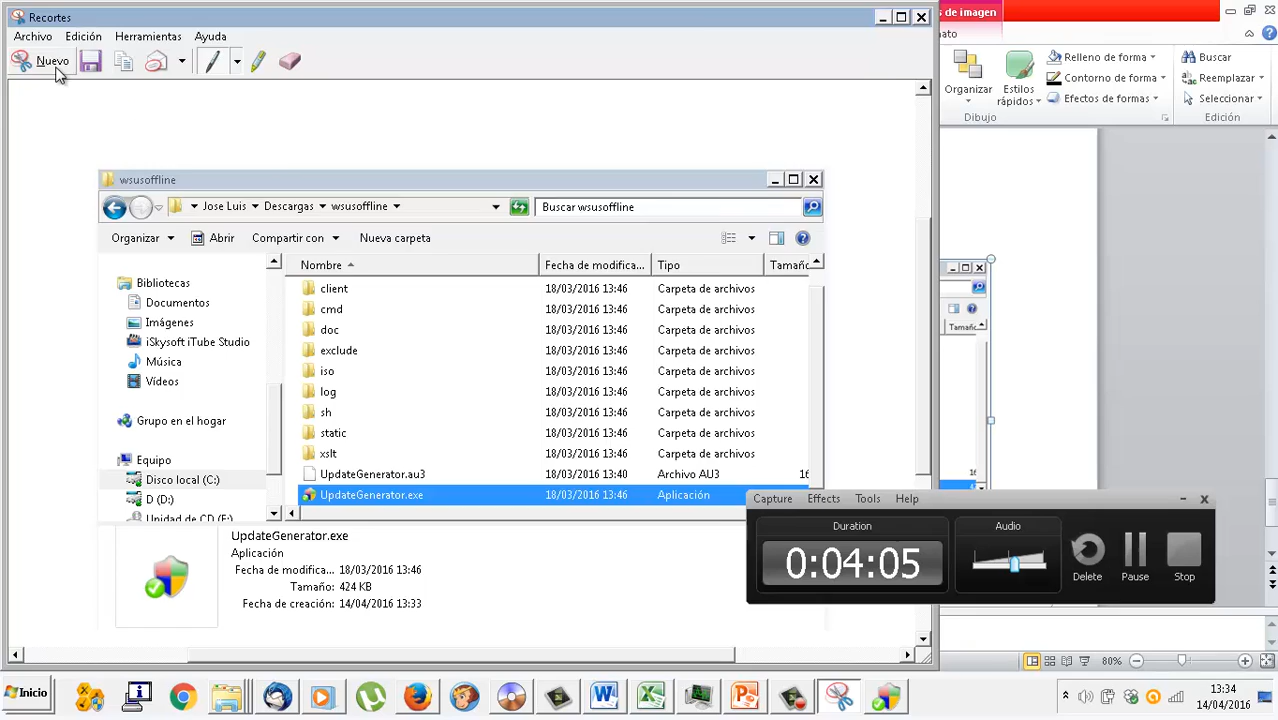 Recortes
Archivo Edición Herramientas Ayuda
Nuevo
s de imagen
nato
Organizar
Estilos rápidos
Relleno de forma
Contorno de forma
Efectos de formas
Dibujo
Buscar
Reemplazar
Seleccionar
Edición
wsusoffline
Jose Luis Descargas wsusoffline
Buscar wsusoffline
Organizar Abrir Compartir con Nueva carpeta
Nombre Fecha de modifica... Tipo Tamaño
Bibliotecas
Documentos
Imágenes
iSkysoft iTube Studio
Música
Vídeos
Grupo en el hogar
Equipo
Disco local (C:)
D (D:)
Unidad de CD (F:)
client 18/03/2016 13:46 Carpeta de archivos
cmd 18/03/2016 13:46 Carpeta de archivos
doc 18/03/2016 13:46 Carpeta de archivos
exclude 18/03/2016 13:46 Carpeta de archivos
iso 18/03/2016 13:46 Carpeta de archivos
log 18/03/2016 13:46 Carpeta de archivos
sh 18/03/2016 13:46 Carpeta de archivos
static 18/03/2016 13:46 Carpeta de archivos
xslt 18/03/2016 13:46 Carpeta de archivos
UpdateGenerator.au3 18/03/2016 13:40 Archivo AU3 16
UpdateGenerator.exe 18/03/2016 13:46 Aplicación
UpdateGenerator.exe
Aplicación
Fecha de modifica... 18/03/2016 13:46
Tamaño: 424 KB
Fecha de creación: 14/04/2016 13:33
Tamaño
16
Capture Effects Tools Help
Duration
0:04:05
Audio
Delete Pause Stop
80%
Inicio
13:34
14/04/2016